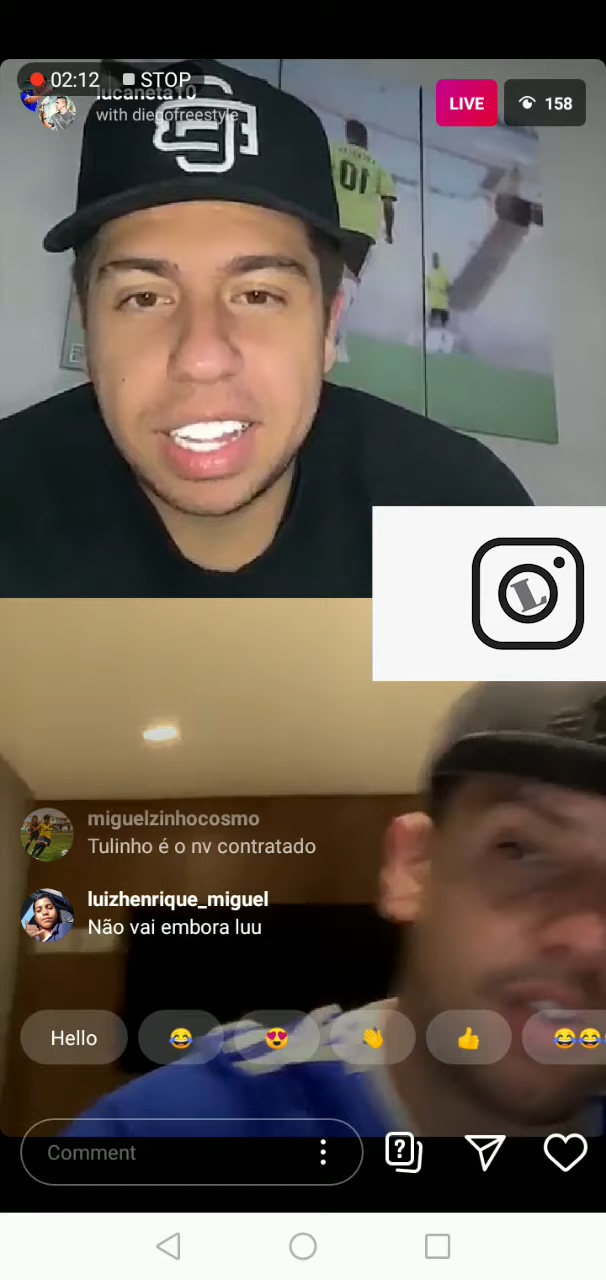 02:12 STOP
lucaneta10
with diegofreestyle
LIVE
158
10
L
miguelzinhocosmo
Tulinho é o nv contratado
luizhenrique_miguel
Não vai embora luu
Hello
Comment